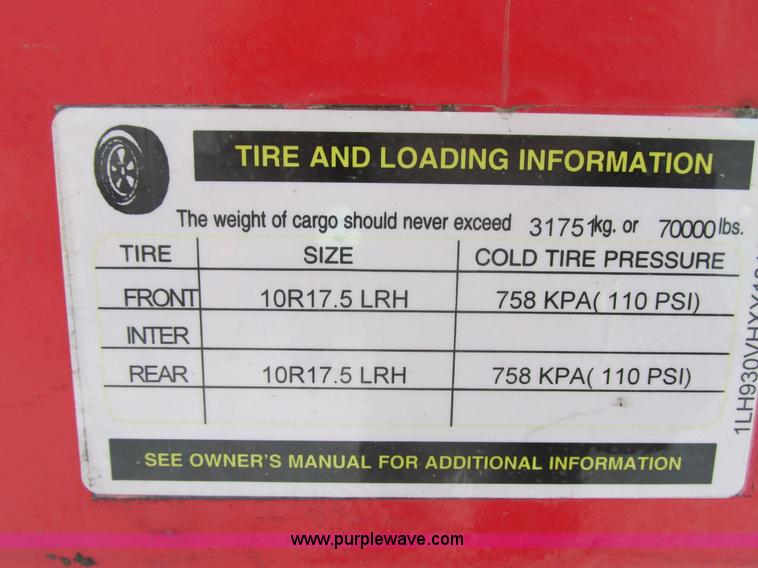 TIRE AND LOADING INFORMATION
The weight of cargo should never exceed 31751kg. or 70000 lbs.
TIRE SIZE COLD TIRE PRESSURE
FRONT 10R17.5 LRH 758 KPA( 110 PSI)
INTER
REAR 10R17.5 LRH 758 KPA( 110 PSI)
SEE OWNER'S MANUAL FOR ADDITIONAL INFORMATION
www.purplewave.com